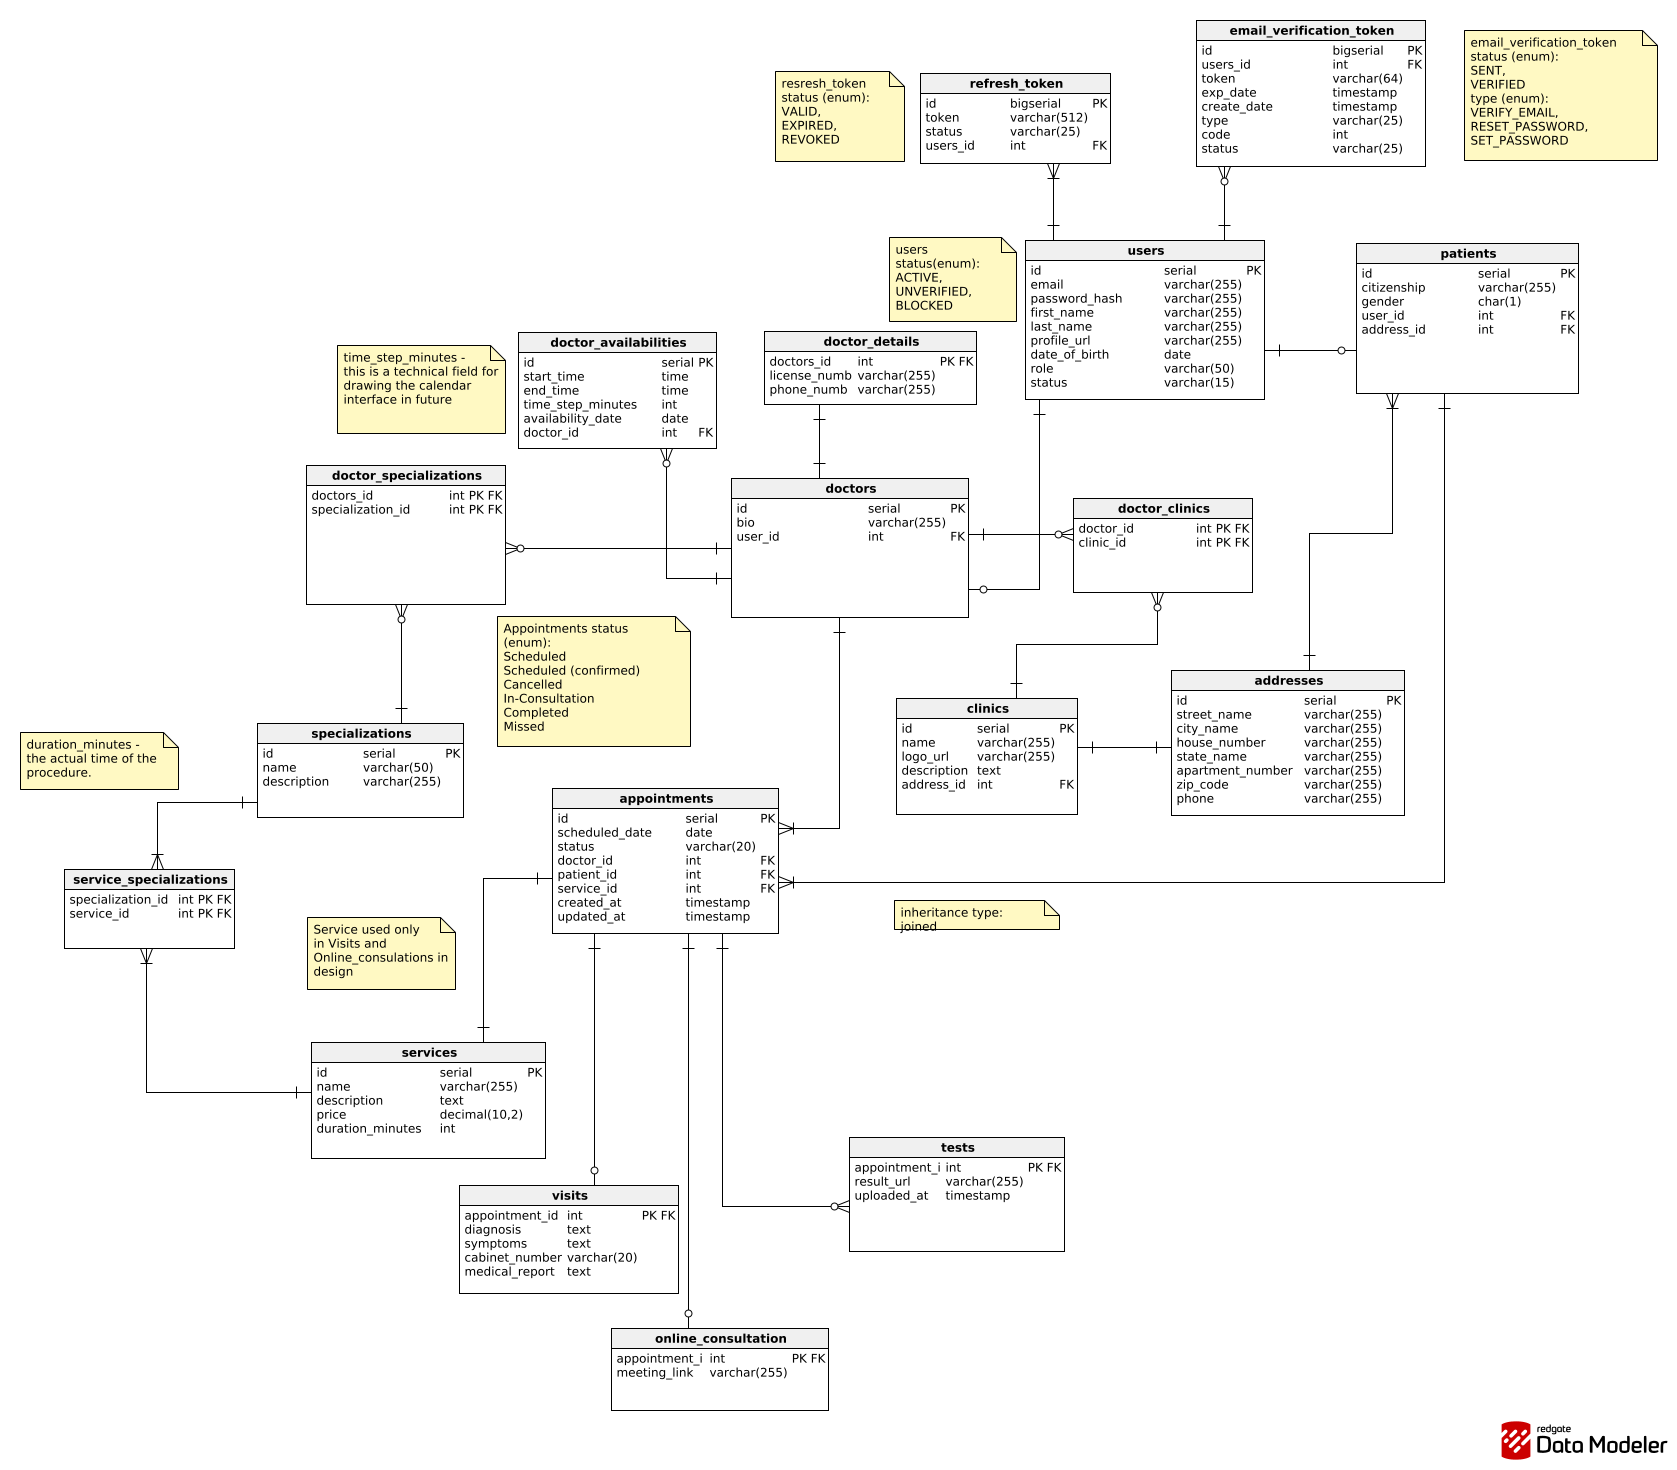 email_verification_token
id bigserial PK
users_id int FK
token varchar(64)
exp_date timestamp
create_date timestamp
type varchar(25)
code int
status varchar(25)
email_verification_token
status (enum):
SENT,
VERIFIED
type (enum):
VERIFY_EMAIL,
RESET_PASSWORD,
SET_PASSWORD
resresh_token
status (enum):
VALID,
EXPIRED,
REVOKED
refresh_token
id bigserial PK
token varchar(512)
status varchar(25)
users_id int FK
users
status(enum):
ACTIVE,
UNVERIFIED,
BLOCKED
users
id serial PK
email varchar(255)
password_hash varchar(255)
first_name varchar(255)
last_name varchar(255)
profile_url varchar(255)
date_of_birth date
role varchar(50)
status varchar(15)
patients
id serial PK
citizenship varchar(255)
gender char(1)
user_id int FK
address_id int FK
time_step_minutes -
this is a technical field for
drawing the calendar
interface in future
doctor_availabilities
id serial PK
start_time time
end_time time
time_step_minutes int
availability_date date
doctor_id int FK
doctor_details
doctors_id int PK FK
license_numb varchar(255)
phone_numb varchar(255)
doctor_specializations
doctors_id int PK FK
specialization_id int PK FK
doctors
id serial PK
bio varchar(255)
user_id int FK
doctor_clinics
doctor_id int PK FK
clinic_id int PK FK
Appointments status
(enum):
Scheduled
Scheduled (confirmed)
Cancelled
In-Consultation
Completed
Missed
addresses
id serial PK
street_name varchar(255)
city_name varchar(255)
house_number varchar(255)
state_name varchar(255)
apartment_number varchar(255)
zip_code varchar(255)
phone varchar(255)
clinics
id serial PK
name varchar(255)
logo_url varchar(255)
description text
address_id int FK
duration_minutes -
the actual time of the
procedure.
specializations
id serial PK
name varchar(50)
description varchar(255)
appointments
id serial PK
scheduled_date date
status varchar(20)
doctor_id int FK
patient_id int FK
service_id int FK
created_at timestamp
updated_at timestamp
service_specializations
specialization_id int PK FK
service_id int PK FK
Service used only
in Visits and
Online_consulations in
design
inheritance type:
joined
services
id serial PK
name varchar(255)
description text
price decimal(10,2)
duration_minutes int
tests
appointment_i int PK FK
result_url varchar(255)
uploaded_at timestamp
visits
appointment_id int PK FK
diagnosis text
symptoms text
cabinet_number varchar(20)
medical_report text
online_consultation
appointment_i int PK FK
meeting_link varchar(255)
redgate
Data Modeler